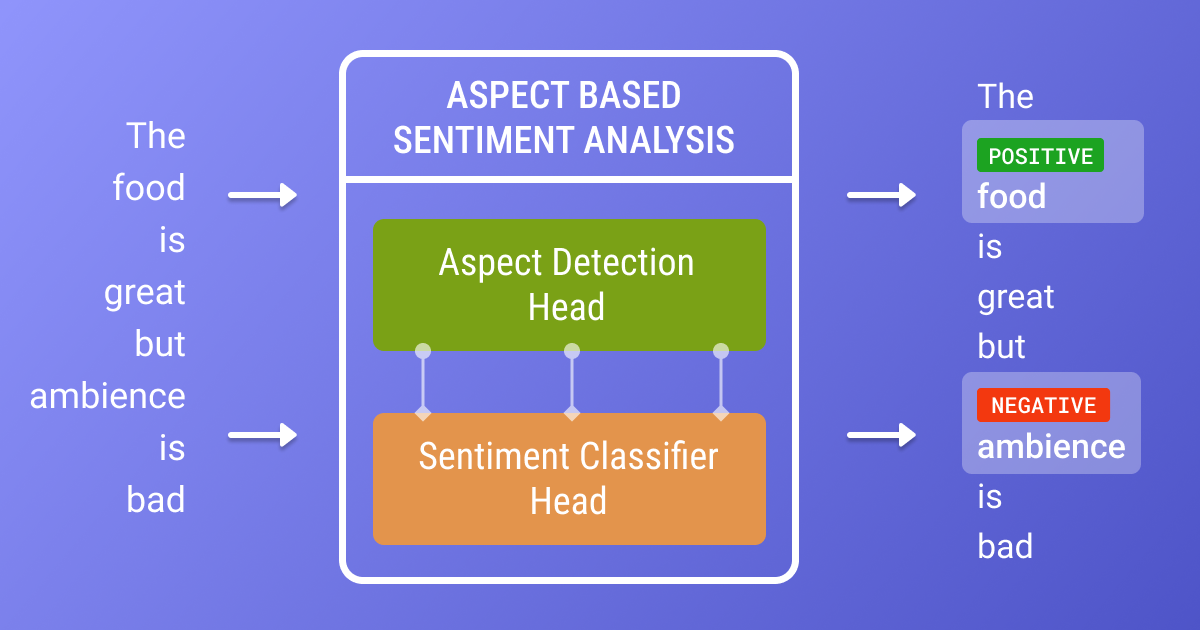 The
food
is
great
but
ambience
is
bad
ASPECT BASED
SENTIMENT ANALYSIS
Aspect Detection
Head
Sentiment Classifier
Head
The
POSITIVE
food
is
great
but
NEGATIVE
ambience
is
bad